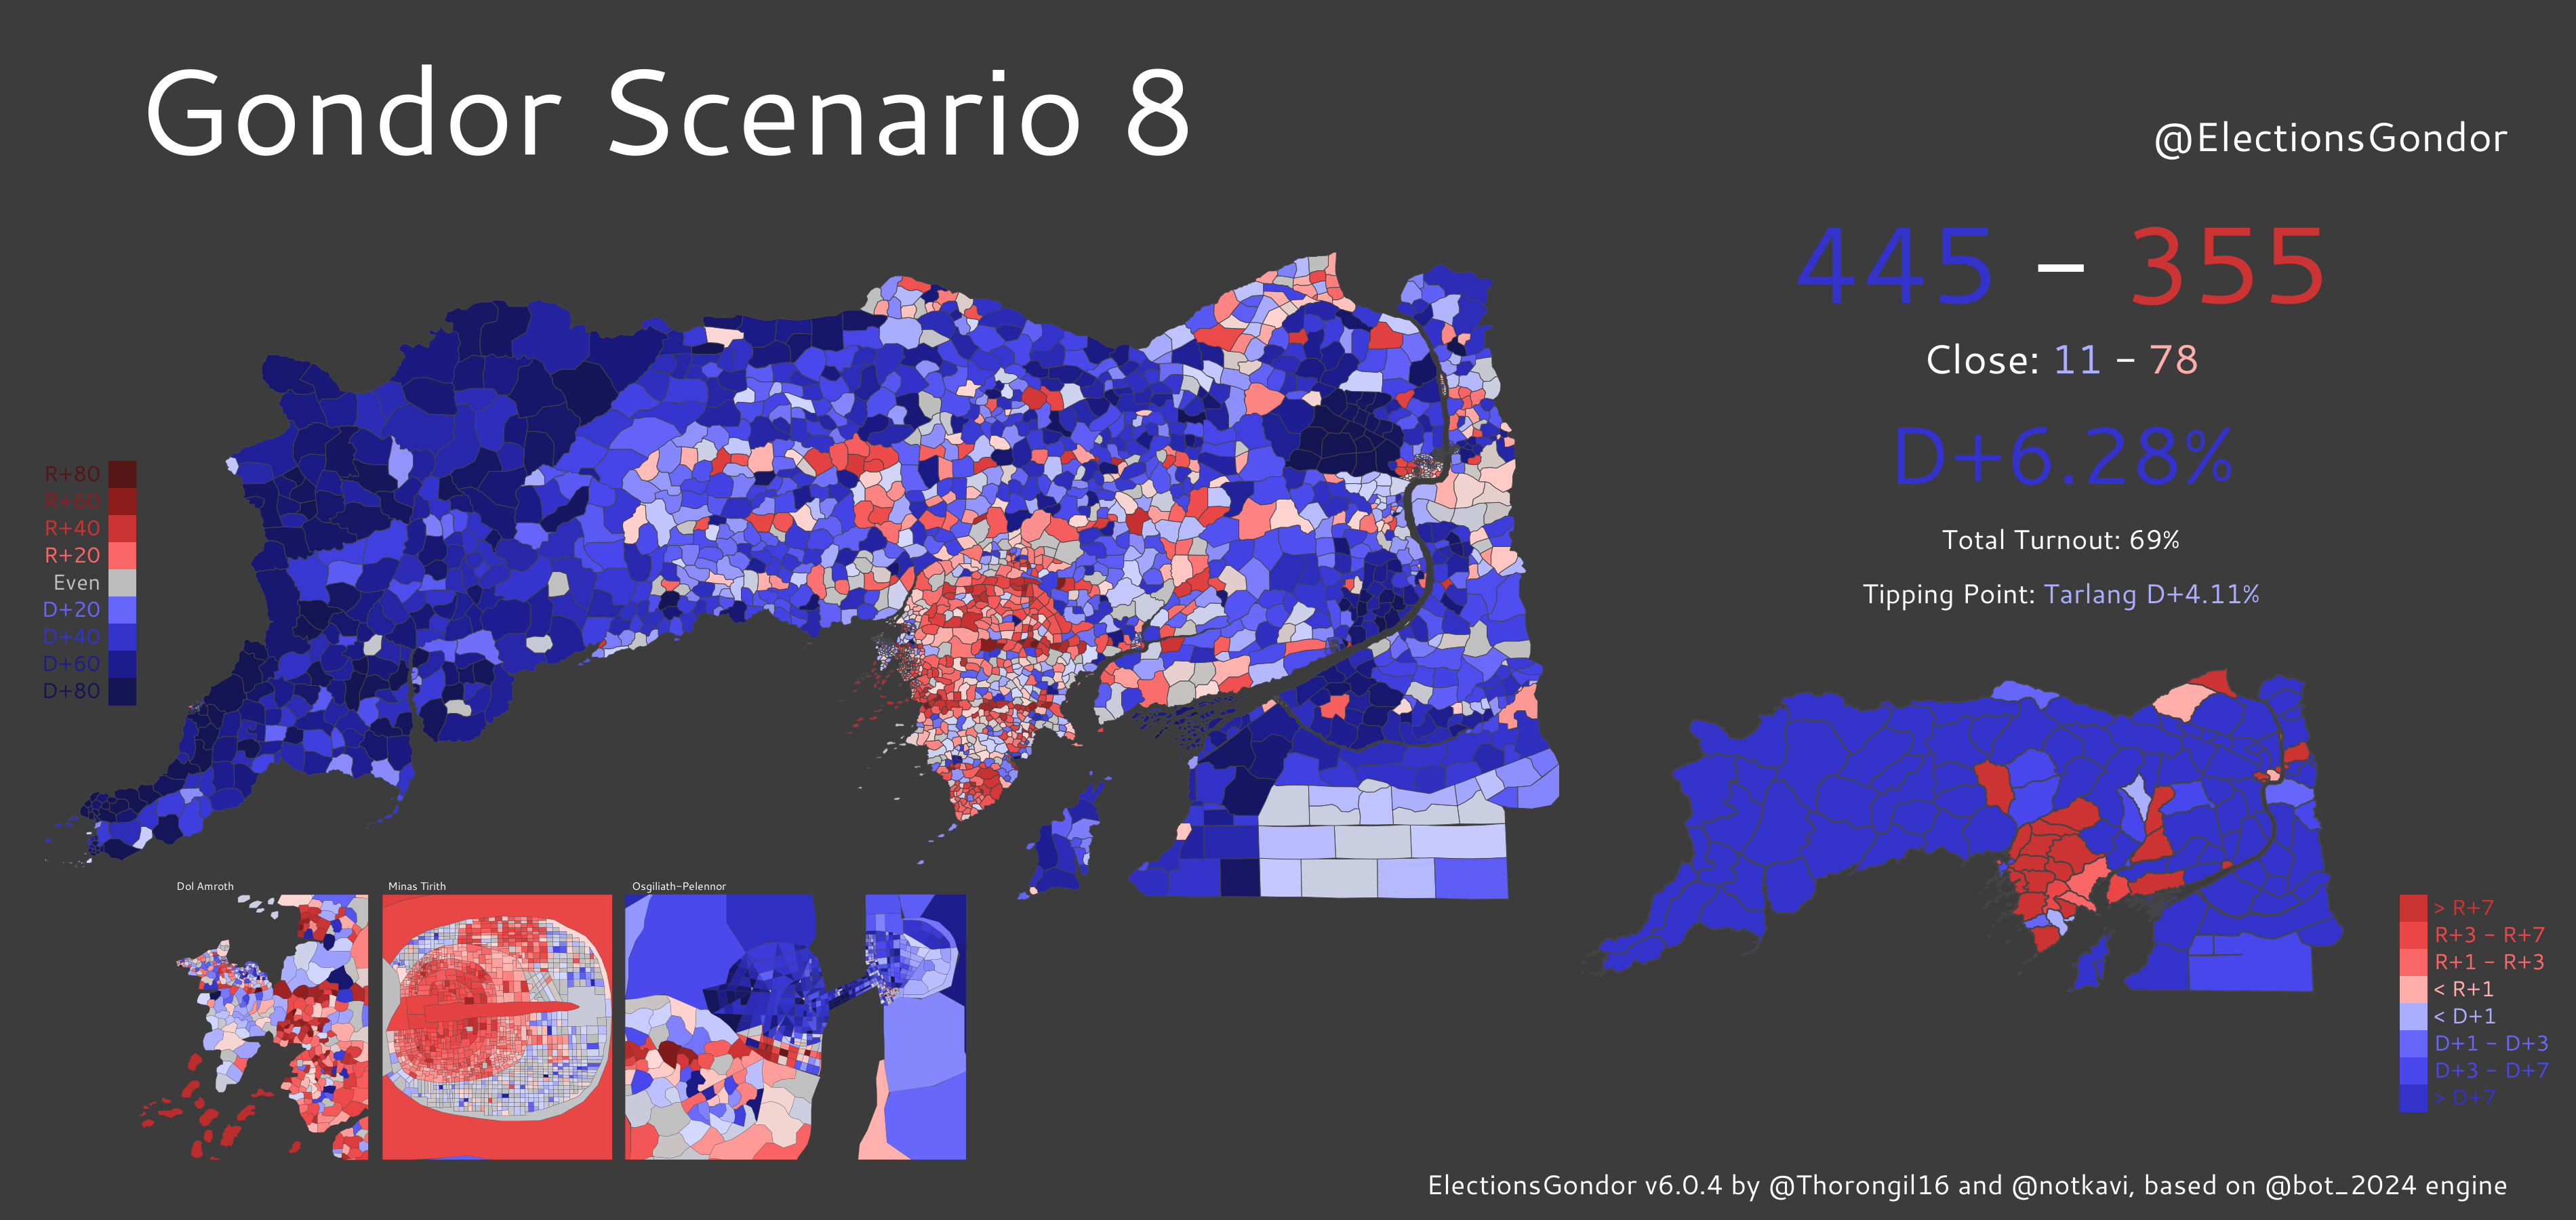 Gondor Scenario 8
@ElectionsGondor
445 – 355
Close: 11 – 78
D+6.28%
Total Turnout: 69%
Tipping Point: Tarlang D+4.11%
R+80
R+60
R+40
R+20
Even
D+20
D+40
D+60
D+80
Dol Amroth
Minas Tirith
Osgiliath-Pelennor
> R+7
R+3 – R+7
R+1 – R+3
< R+1
< D+1
D+1 – D+3
D+3 – D+7
> D+7
ElectionsGondor v6.0.4 by @Thorongil16 and @notkavi, based on @bot_2024 engine